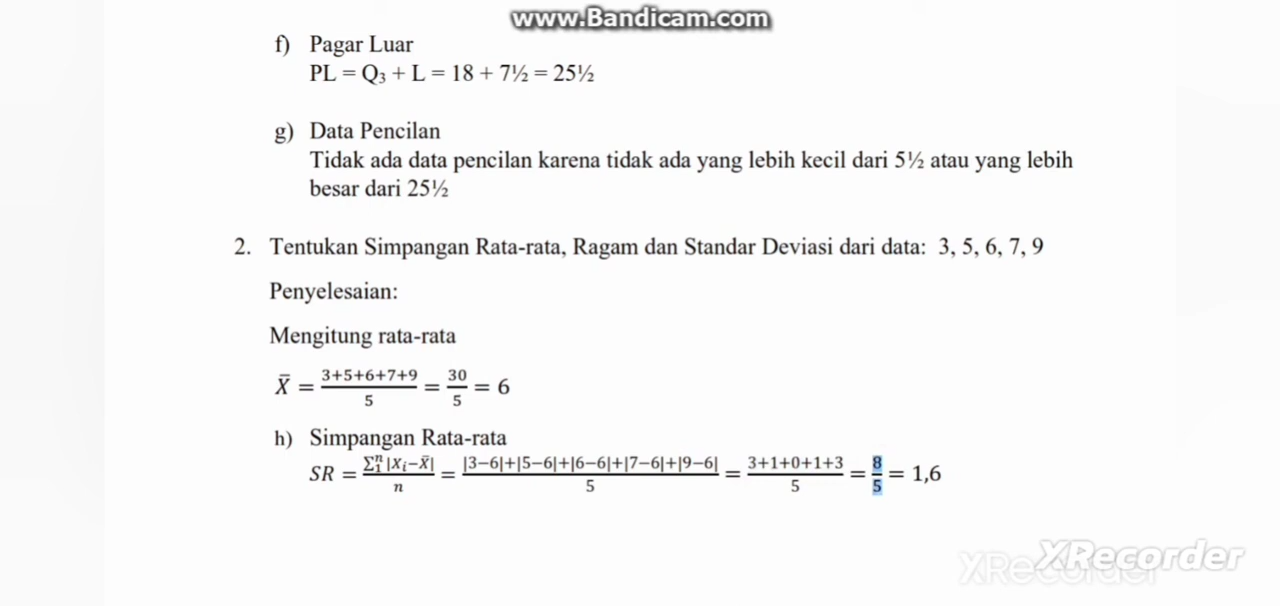 www.Bandicam.com
f) Pagar Luar
PL = Q₃ + L = 18 + 7½ = 25½
g) Data Pencilan
Tidak ada data pencilan karena tidak ada yang lebih kecil dari 5½ atau yang lebih
besar dari 25½
2. Tentukan Simpangan Rata-rata, Ragam dan Standar Deviasi dari data: 3, 5, 6, 7, 9
Penyelesaian:
Mengitung rata-rata
X̄ = (3+5+6+7+9)/5 = 30/5 = 6
h) Simpangan Rata-rata
SR = (∑₁ⁿ |Xᵢ−X̄|)/n = (|3−6|+|5−6|+|6−6|+|7−6|+|9−6|)/5 = (3+1+0+1+3)/5 = 8/5 = 1,6
XRecorder
XRecorder